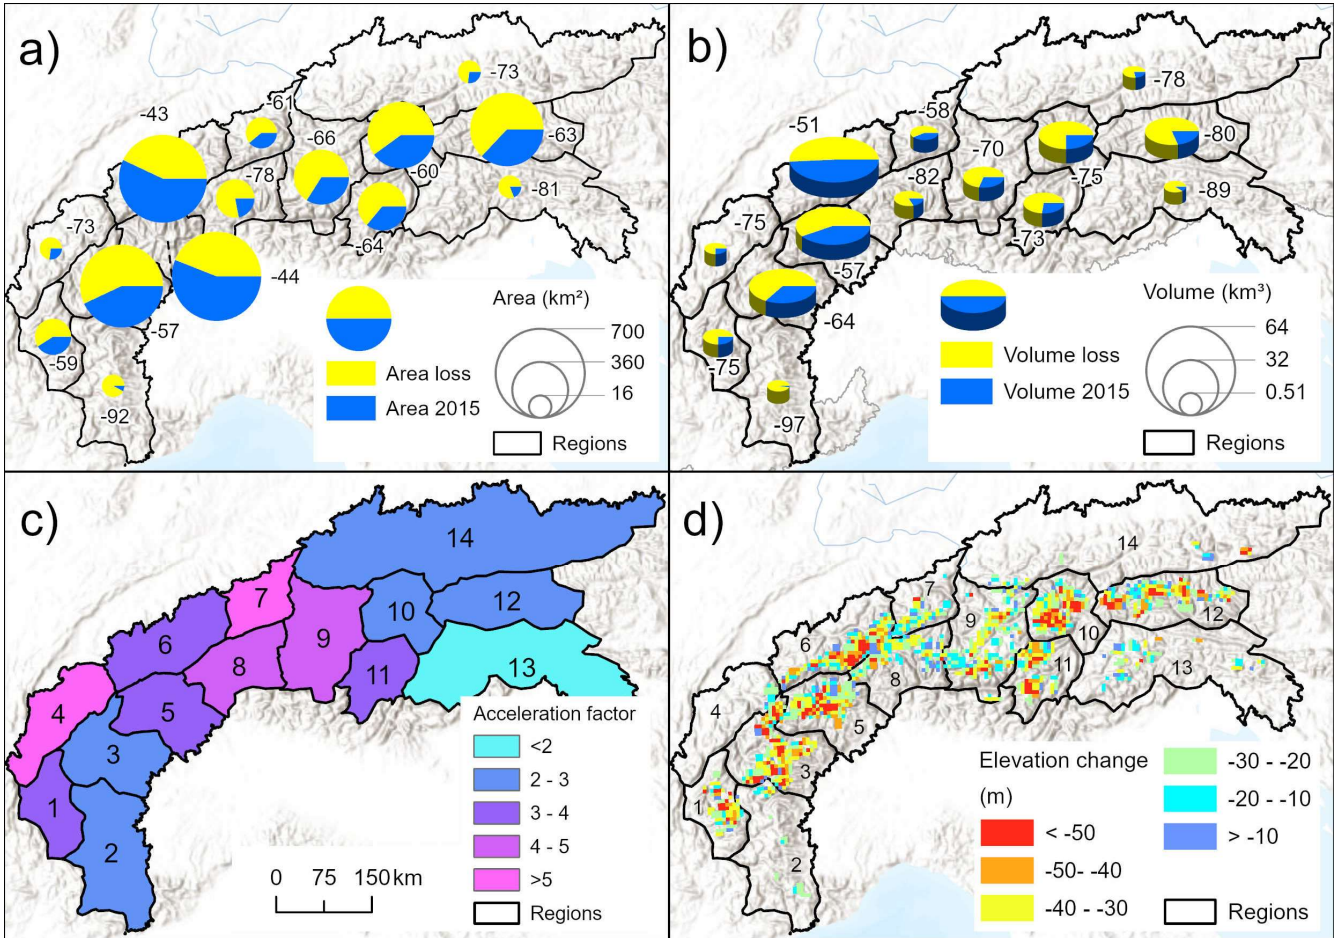 a)
-73
-61
-43
-66
-63
-78
-60
-81
-73
-64
-44
-57
-59
-92
Area loss
Area 2015
Area (km²)
700
360
16
Regions
b)
-78
-58
-51
-70
-80
-82
-75
-89
-75
-73
-57
-64
-75
-97
Volume loss
Volume 2015
Volume (km³)
64
32
0.51
Regions
c)
14
7
10
12
6
9
8
11
13
4
5
3
1
2
0 75 150 km
Acceleration factor
<2
2 - 3
3 - 4
4 - 5
>5
Regions
d)
14
7
9
12
10
6
11
13
8
4
5
3
1
2
Elevation change
(m)
< -50
-50- -40
-40 - -30
-30 - -20
-20 - -10
> -10
Regions